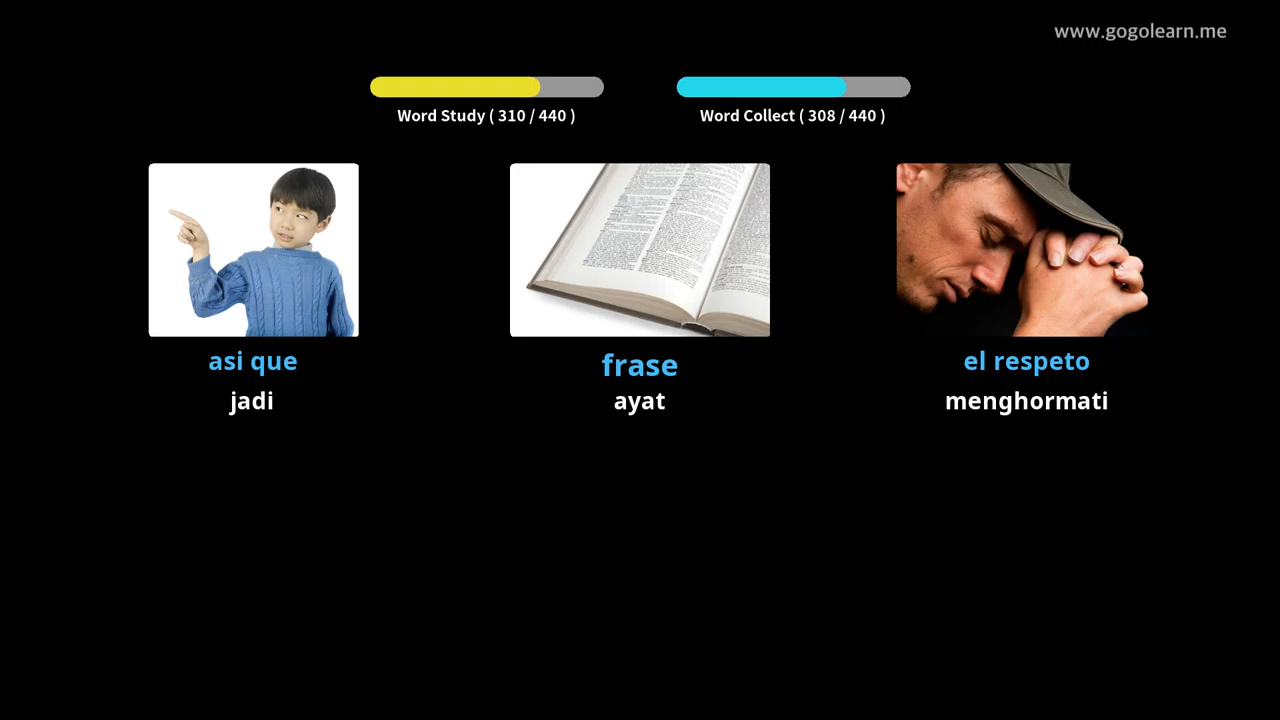 www.gogolearn.me
Word Study ( 310 / 440 )
Word Collect ( 308 / 440 )
asi que
jadi
frase
ayat
el respeto
menghormati